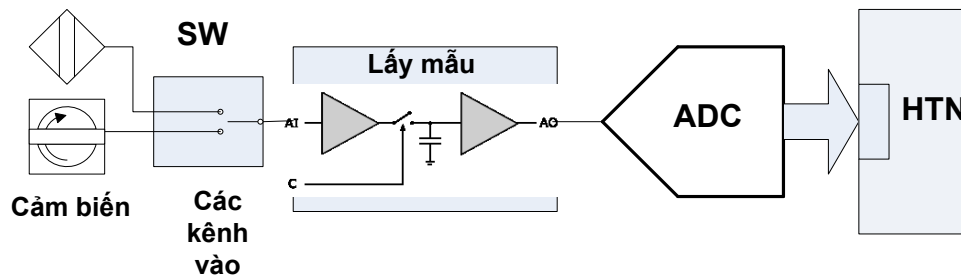 SW
Lấy mẫu
AI
AO
C
ADC
HTN
Cảm biến
Các
kênh
vào